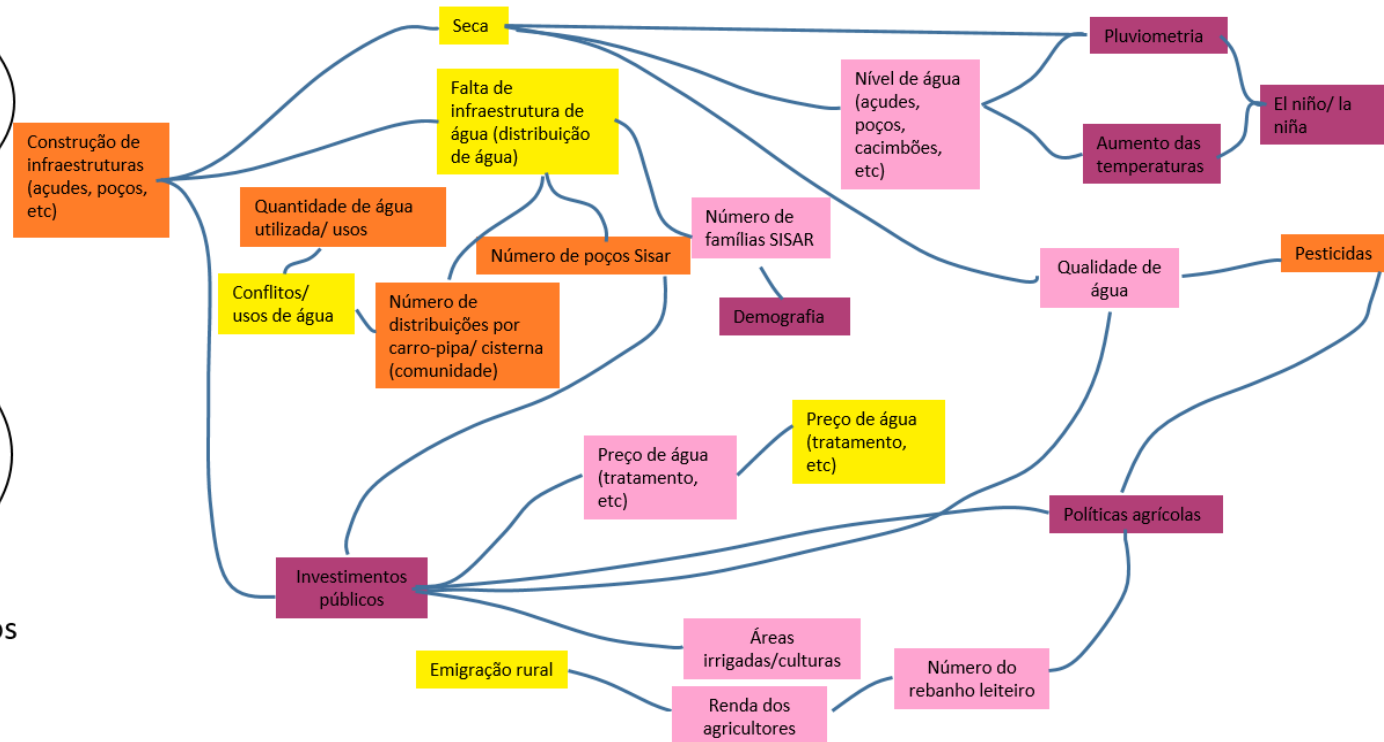 Seca
Pluviometria
Nível de água
(açudes,
poços,
cacimbões,
etc)
El niño/ la
niña
Falta de
infraestrutura de
água (distribuição
de água)
Construção de
infraestruturas
(açudes, poços,
etc)
Aumento das
temperaturas
Quantidade de água
utilizada/ usos
Número de
famílias SISAR
Número de poços Sisar
Qualidade de
água
Pesticidas
Conflitos/
usos de água
Número de
distribuições por
carro-pipa/ cisterna
(comunidade)
Demografia
Preço de água
(tratamento,
etc)
Preço de água
(tratamento,
etc)
Políticas agrícolas
Investimentos
públicos
os
Áreas
irrigadas/culturas
Emigração rural
Número do
rebanho leiteiro
Renda dos
agricultores